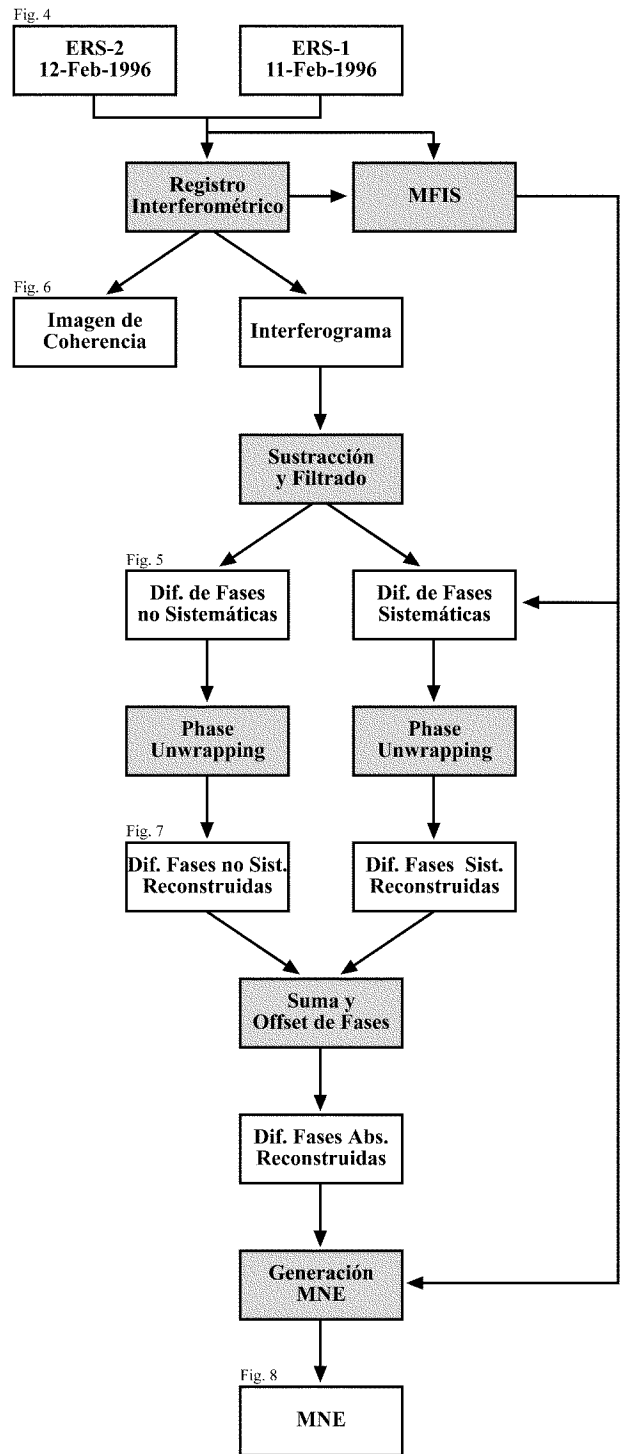 Fig. 4
ERS-2
12-Feb-1996
ERS-1
11-Feb-1996
Registro
Interferométrico
MFIS
Fig. 6
Imagen de
Coherencia
Interferograma
Sustracción
y Filtrado
Fig. 5
Dif. de Fases
no Sistemáticas
Dif. de Fases
Sistemáticas
Phase
Unwrapping
Phase
Unwrapping
Fig. 7
Dif. Fases no Sist.
Reconstruidas
Dif. Fases Sist.
Reconstruidas
Suma y
Offset de Fases
Dif. Fases Abs.
Reconstruidas
Generación
MNE
Fig. 8
MNE